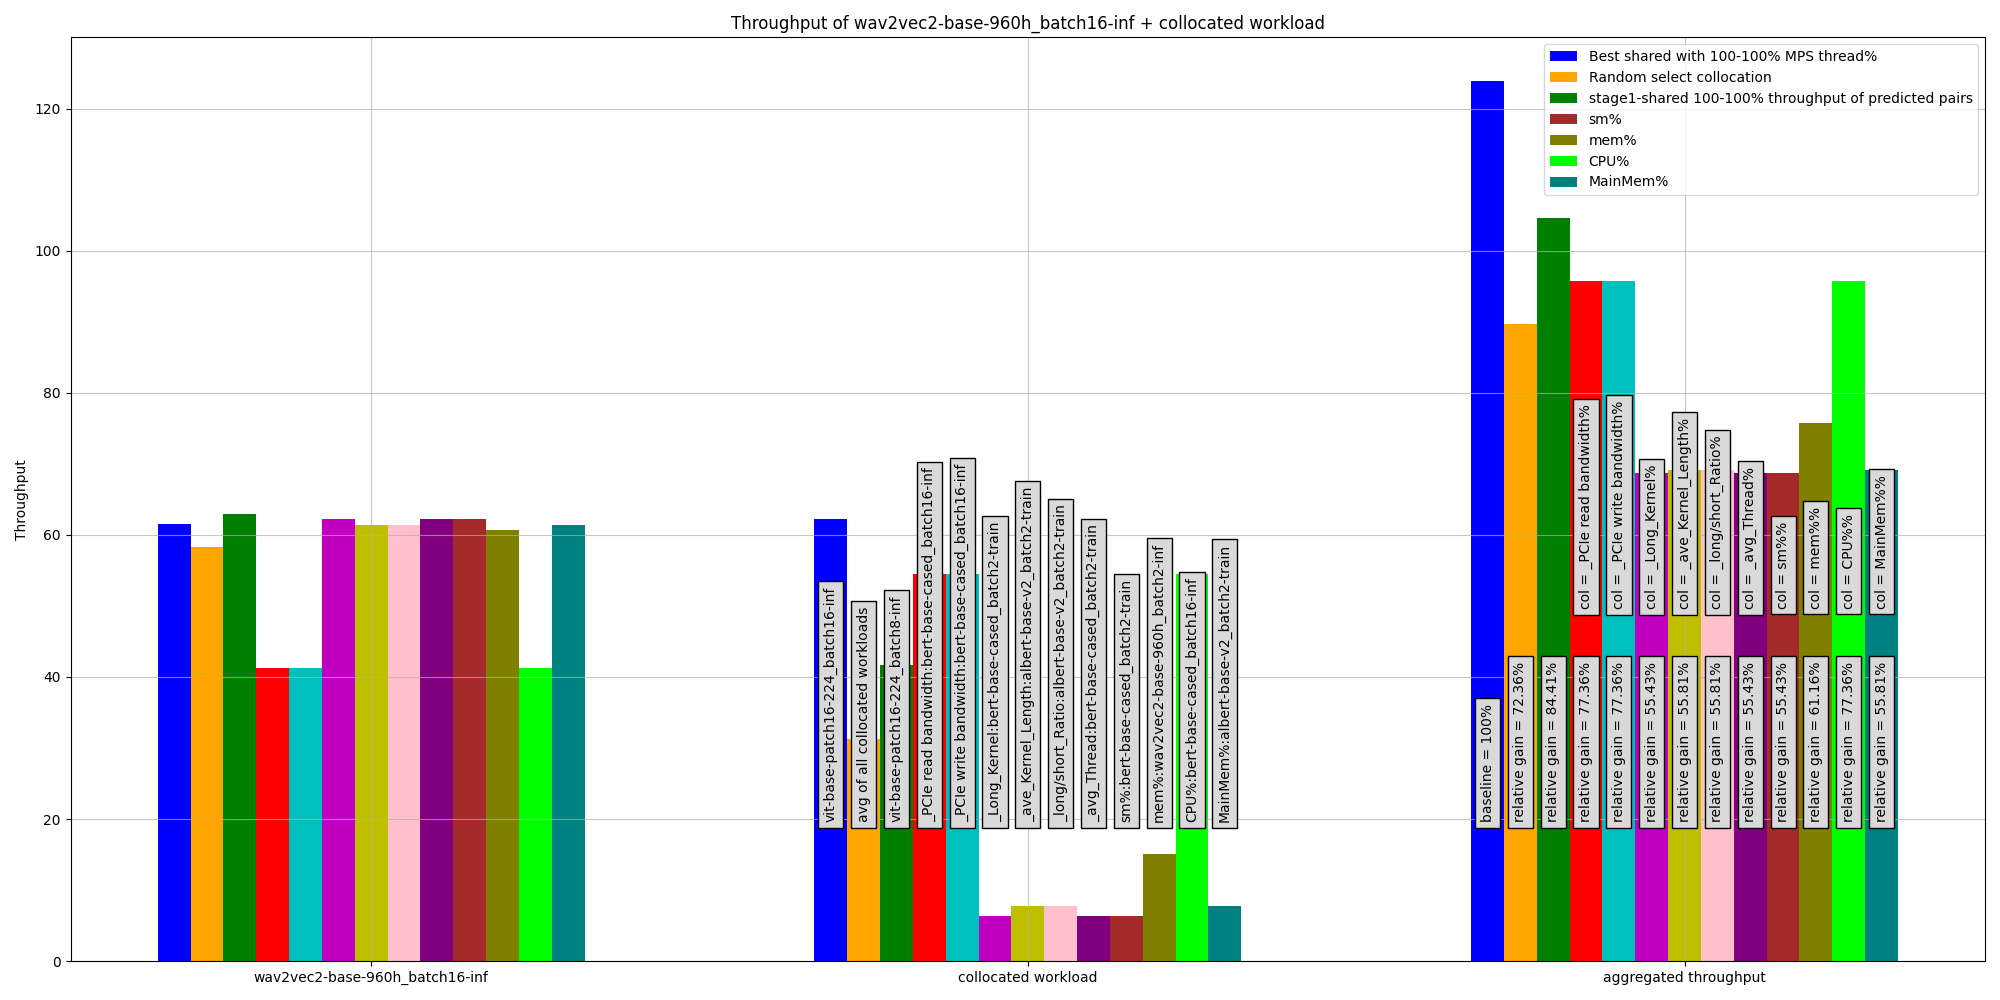 Throughput of wav2vec2-base-960h_batch16-inf + collocated workload
Best shared with 100-100% MPS thread%
Random select collocation
stage1-shared 100-100% throughput of predicted pairs
sm%
mem%
CPU%
MainMem%
Throughput
120
100
80
60
40
20
0
vit-base-patch16-224_batch16-inf
avg of all collocated workloads
vit-base-patch16-224_batch8-inf
_PCIe read bandwidth:bert-base-cased_batch16-inf
_PCIe write bandwidth:bert-base-cased_batch16-inf
_Long_Kernel:bert-base-cased_batch2-train
_ave_Kernel_Length:albert-base-v2_batch2-train
_long/short_Ratio:albert-base-v2_batch2-train
_avg_Thread:bert-base-cased_batch2-train
sm%:bert-base-cased_batch2-train
mem%:wav2vec2-base-960h_batch2-inf
CPU%:bert-base-cased_batch16-inf
MainMem%:albert-base-v2_batch2-train
col = _PCIe read bandwidth%
col = _PCIe write bandwidth%
col = _Long_Kernel%
col = _ave_Kernel_Length%
col = _long/short_Ratio%
col = _avg_Thread%
col = sm%%
col = mem%%
col = CPU%%
col = MainMem%%
baseline = 100%
relative gain = 72.36%
relative gain = 84.41%
relative gain = 77.36%
relative gain = 77.36%
relative gain = 55.43%
relative gain = 55.81%
relative gain = 55.81%
relative gain = 55.43%
relative gain = 55.43%
relative gain = 61.16%
relative gain = 77.36%
relative gain = 55.81%
wav2vec2-base-960h_batch16-inf
collocated workload
aggregated throughput